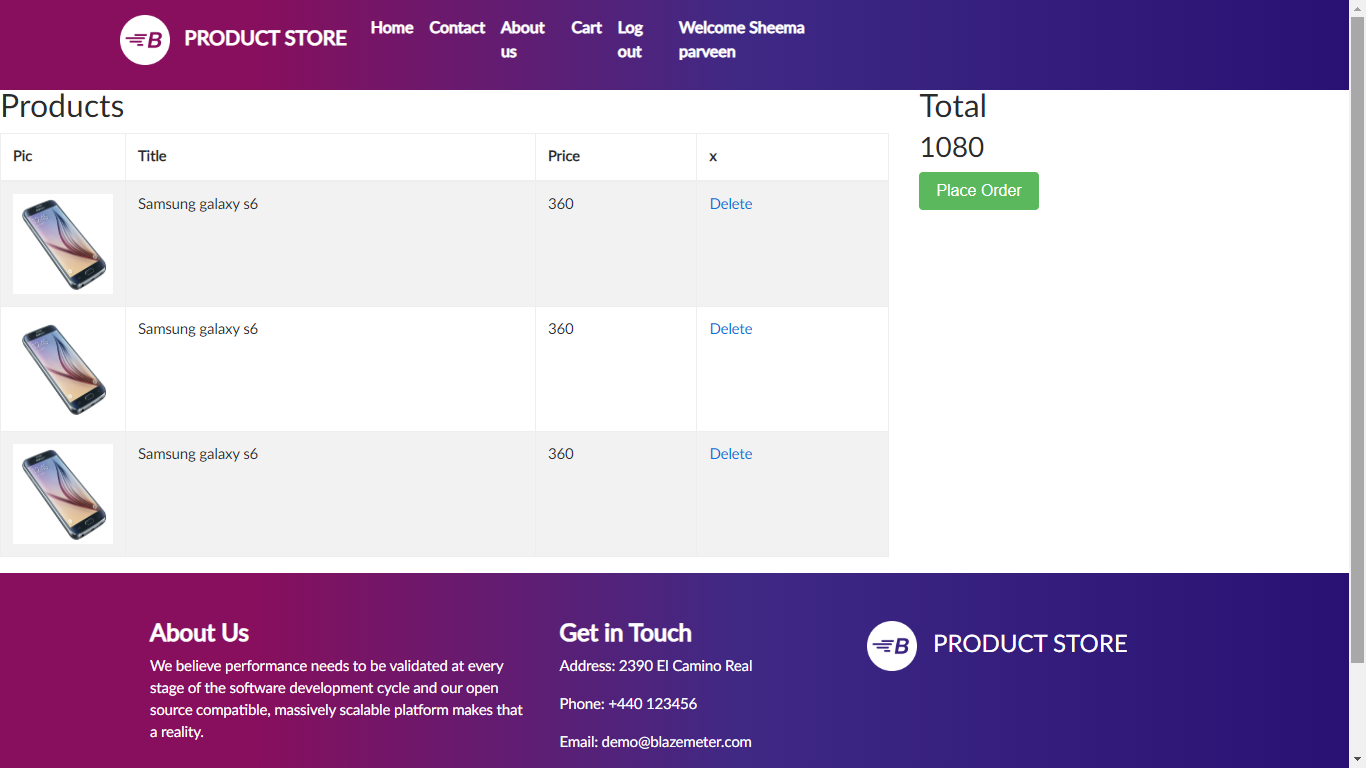 B PRODUCT STORE Home Contact About us Cart Log out Welcome Sheema parveen
Products
Pic Title Price x
Samsung galaxy s6 360 Delete
Samsung galaxy s6 360 Delete
Samsung galaxy s6 360 Delete
Total
1080
Place Order
About Us
We believe performance needs to be validated at every
stage of the software development cycle and our open
source compatible, massively scalable platform makes that
a reality.
Get in Touch
Address: 2390 El Camino Real
Phone: +440 123456
Email: demo@blazemeter.com
B PRODUCT STORE